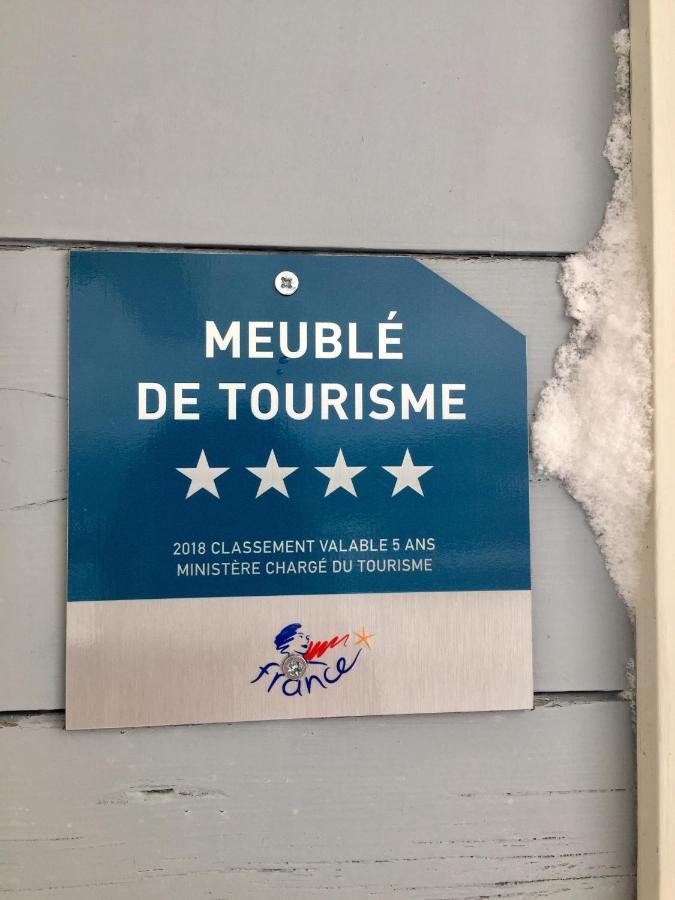 MEUBLÉ
DE TOURISME
2018 CLASSEMENT VALABLE 5 ANS
MINISTÈRE CHARGÉ DU TOURISME
france